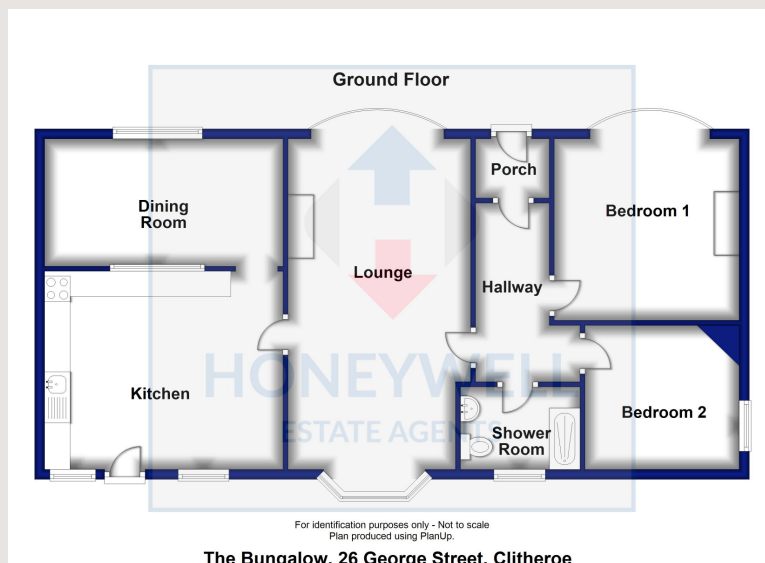 Ground Floor
Porch
Dining
Room
Bedroom 1
Lounge
Hallway
HONEYWELL
ESTATE AGENTS
Kitchen
Bedroom 2
Shower
Room
For identification purposes only - Not to scale
Plan produced using PlanUp.
The Bungalow, 26 George Street, Clitheroe